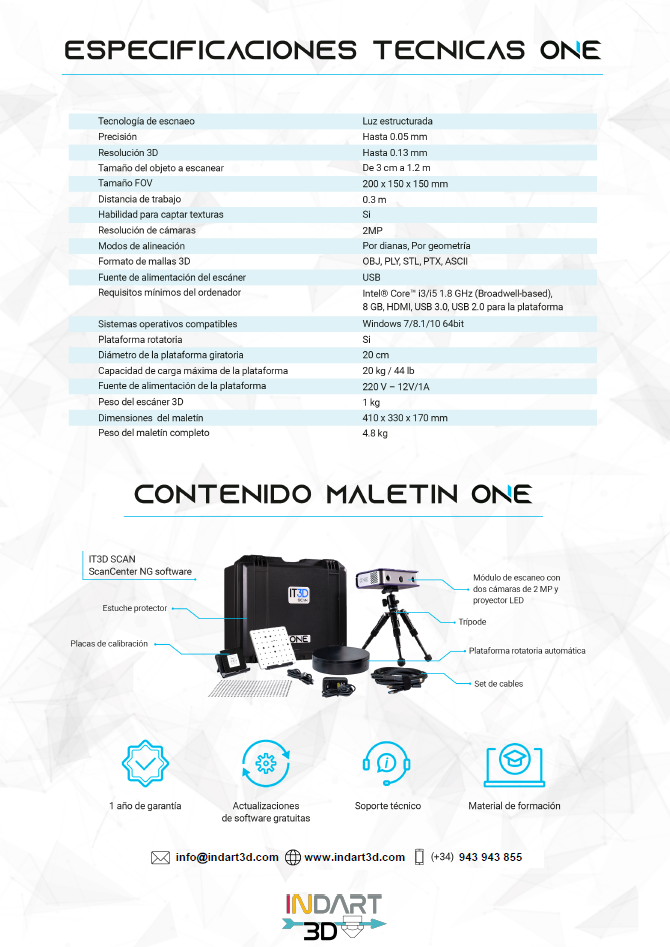 ESPECIFICACIONES TECNICAS ONE
Tecnología de escnaeo Luz estructurada
Precisión Hasta 0.05 mm
Resolución 3D Hasta 0.13 mm
Tamaño del objeto a escanear De 3 cm a 1.2 m
Tamaño FOV 200 x 150 x 150 mm
Distancia de trabajo 0.3 m
Habilidad para captar texturas Si
Resolución de cámaras 2MP
Modos de alineación Por dianas, Por geometría
Formato de mallas 3D OBJ, PLY, STL, PTX, ASCII
Fuente de alimentación del escáner USB
Requisitos mínimos del ordenador Intel® Core™ i3/i5 1.8 GHz (Broadwell-based),
8 GB, HDMI, USB 3.0, USB 2.0 para la plataforma
Sistemas operativos compatibles Windows 7/8.1/10 64bit
Plataforma rotatoria Si
Diámetro de la plataforma giratoria 20 cm
Capacidad de carga máxima de la plataforma 20 kg / 44 lb
Fuente de alimentación de la plataforma 220 V – 12V/1A
Peso del escáner 3D 1 kg
Dimensiones del maletín 410 x 330 x 170 mm
Peso del maletín completo 4.8 kg
CONTENIDO MALETIN ONE
IT3D SCAN
ScanCenter NG software
Estuche protector
Placas de calibración
IT3D
SCAN
ONE
Módulo de escaneo con
dos cámaras de 2 MP y
proyector LED
Trípode
Plataforma rotatoria automática
Set de cables
1 año de garantía
Actualizaciones
de software gratuitas
Soporte técnico
Material de formación
info@indart3d.com www.indart3d.com (+34) 943 943 855
INDART
3D